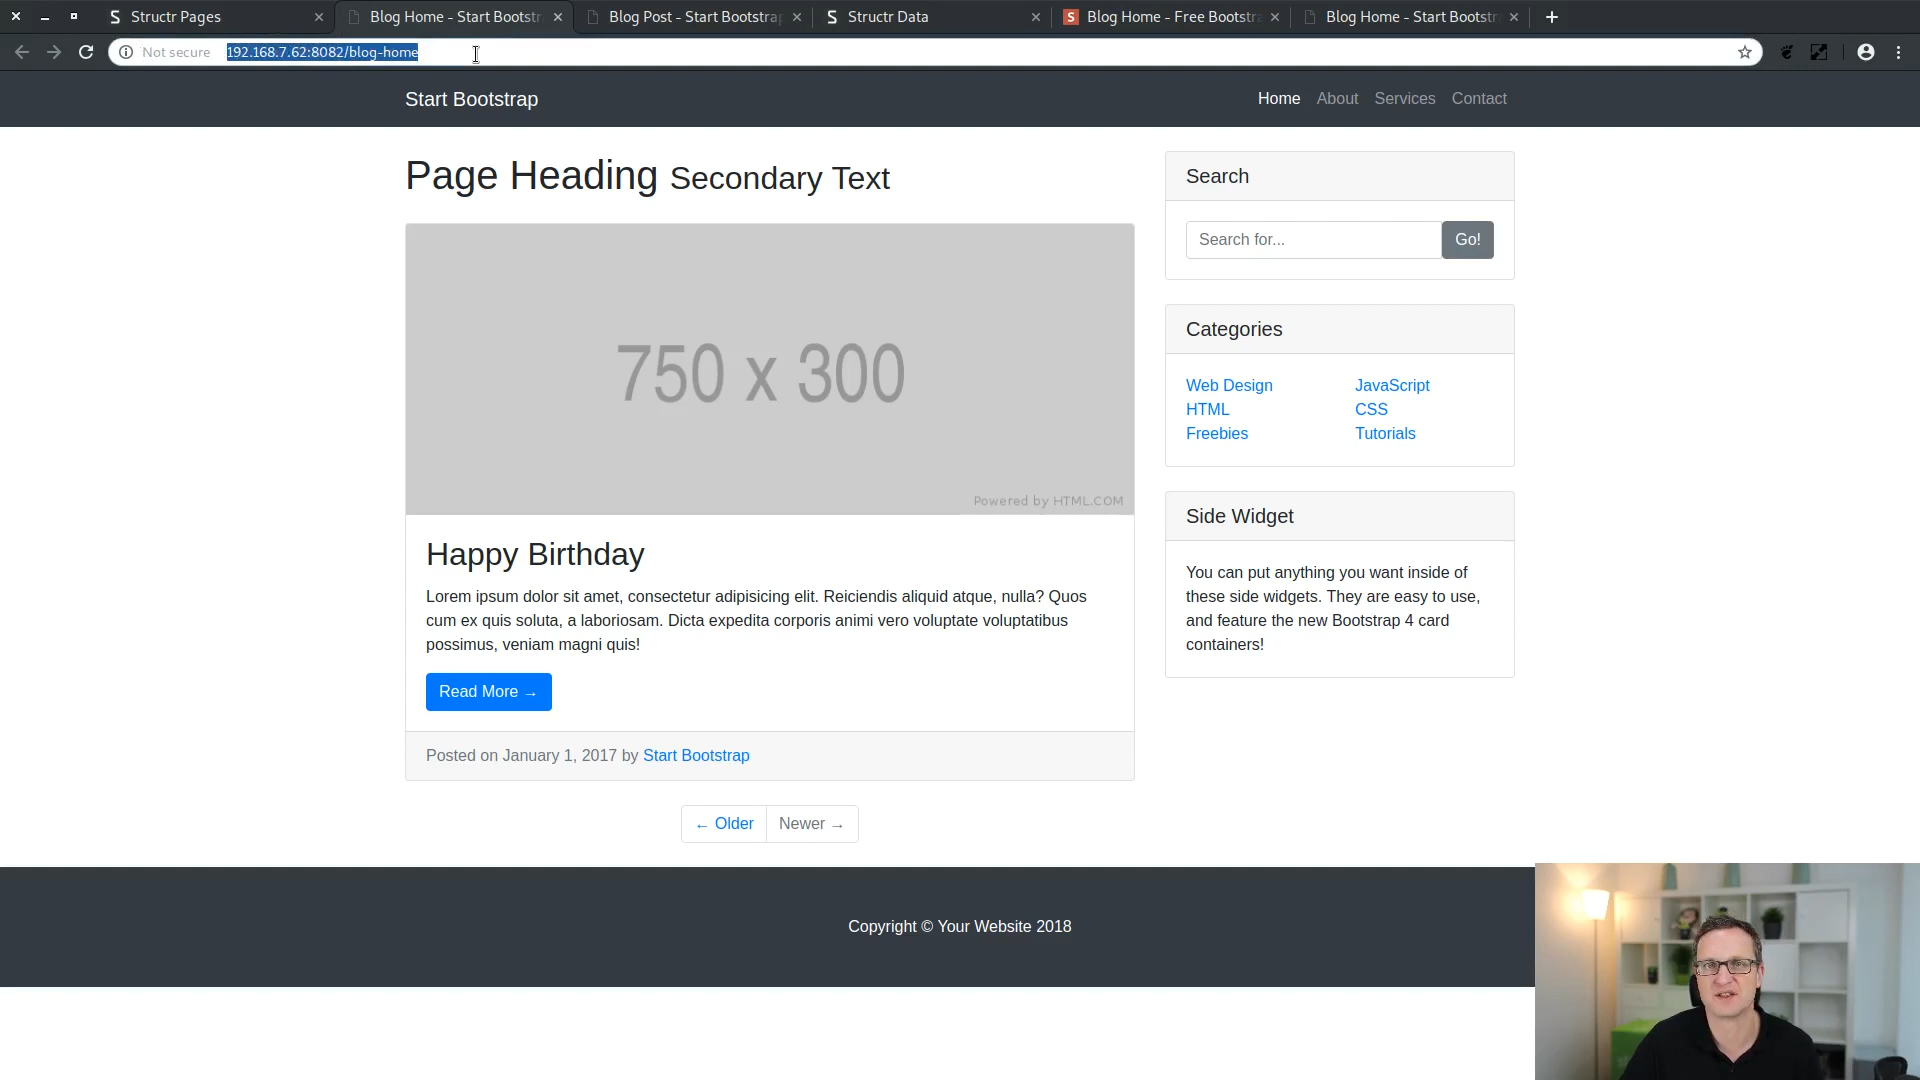 Structr Pages
Blog Home - Start Bootstr
Blog Post - Start Bootstrap
Structr Data
Blog Home - Free Bootstra
Blog Home - Start Bootstr
Not secure
192.168.7.62:8082/blog-home
Start Bootstrap
Home About Services Contact
Page Heading Secondary Text
750 x 300
Powered by HTML.COM
Happy Birthday
Lorem ipsum dolor sit amet, consectetur adipisicing elit. Reiciendis aliquid atque, nulla? Quos
cum ex quis soluta, a laboriosam. Dicta expedita corporis animi vero voluptate voluptatibus
possimus, veniam magni quis!
Read More →
Posted on January 1, 2017 by Start Bootstrap
← Older
Newer →
Search
Search for...
Go!
Categories
Web Design
HTML
Freebies
JavaScript
CSS
Tutorials
Side Widget
You can put anything you want inside of
these side widgets. They are easy to use,
and feature the new Bootstrap 4 card
containers!
Copyright © Your Website 2018